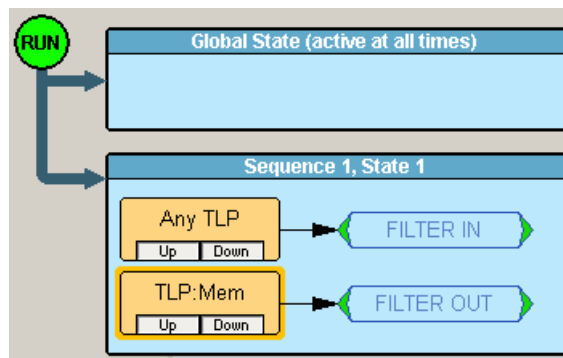 RUN
Global State (active at all times)
Sequence 1, State 1
Any TLP
Up Down
FILTER IN
TLP:Mem
Up Down
FILTER OUT